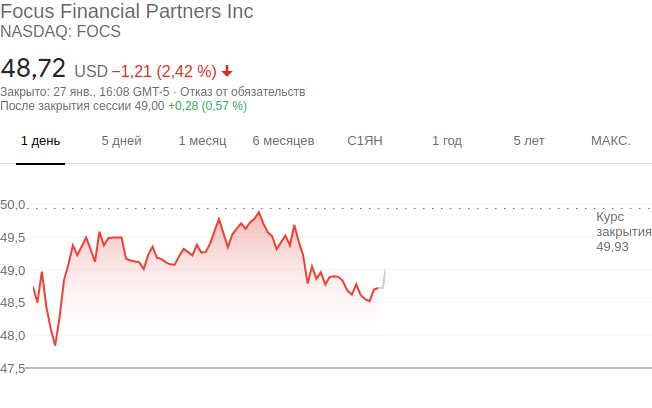 Focus Financial Partners Inc
NASDAQ: FOCS
48,72 USD −1,21 (2,42 %)
Закрыто: 27 янв., 16:08 GMT-5 · Отказ от обязательств
После закрытия сессии 49,00 +0,28 (0,57 %)
1 день 5 дней 1 месяц 6 месяцев С1ЯН 1 год 5 лет МАКС.
50,0
Курс
закрытия
49,93
49,5
49,0
48,5
48,0
47,5